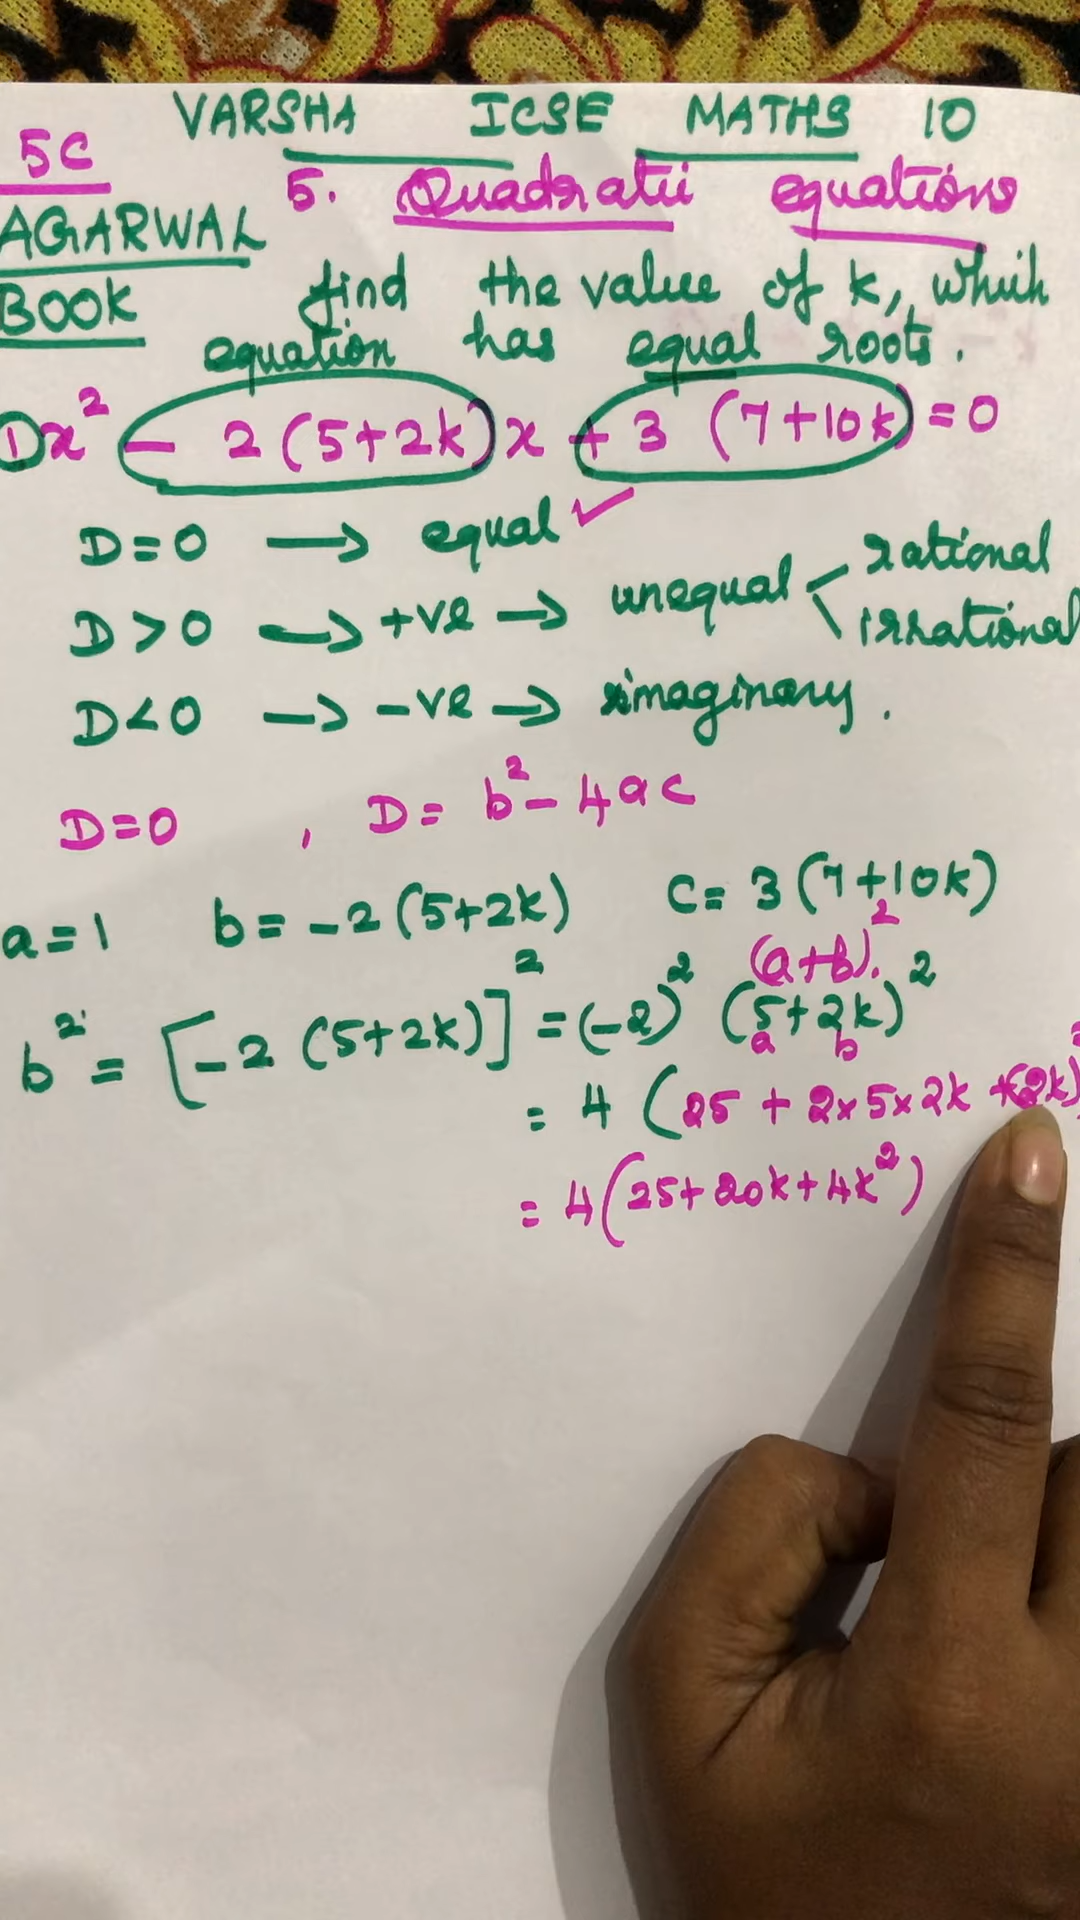 VARSHA ICSE MATHS 10
5C
5. Quadratii equations
AGARWAL
BOOK
find the value of k, which
equation has equal roots.
1) x² - 2 (5+2k) x + 3 (7+10k) = 0
D=0 → equal ✓
D>0 → +ve → unequal < rational
irrational
D<0 → -ve → imaginary.
D=0 , D= b²- 4ac
a=1 b= -2(5+2k) C= 3(7+10k)
(a+b)².
b² = [-2 (5+2k)]² = (-2)² (5+2k)²
a b
= 4 (25 + 2×5×2k + (2k)²
= 4(25+20k+4k²)